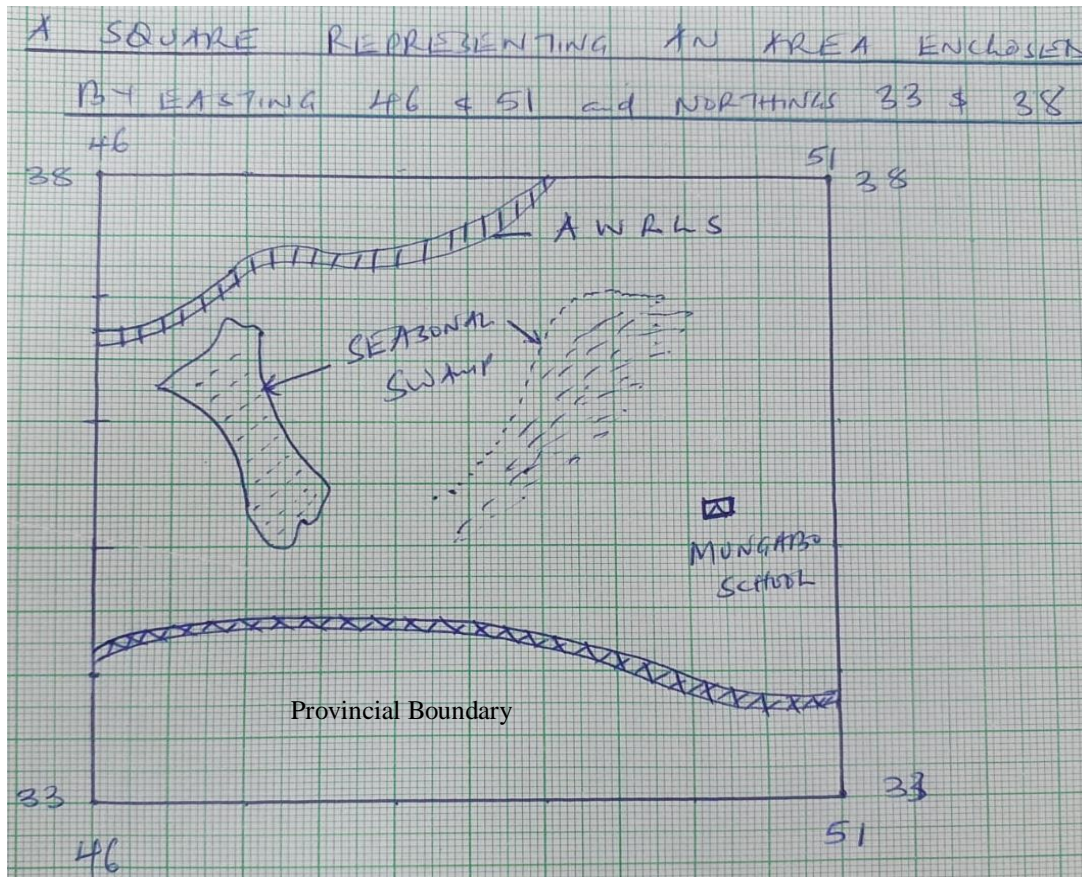 A SQUARE REPRESENTING AN AREA ENCLOSED
BY EASTING 46 & 51 and NORTHINGS 33 & 38
46
51
38
38
A W R L S
SEASONAL
SWAMP
MUNGABO
SCHOOL
Provincial Boundary
33
33
46
51